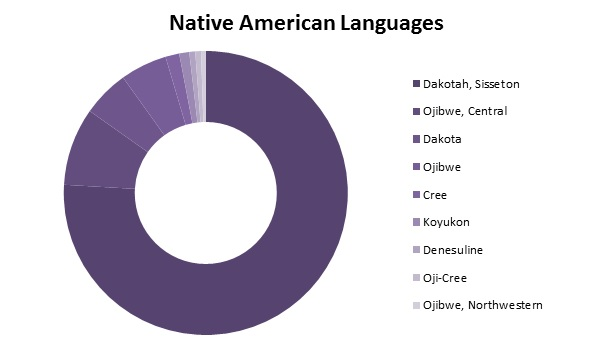 Native American Languages
Dakotah, Sisseton
Ojibwe, Central
Dakota
Ojibwe
Cree
Koyukon
Denesuline
Oji-Cree
Ojibwe, Northwestern